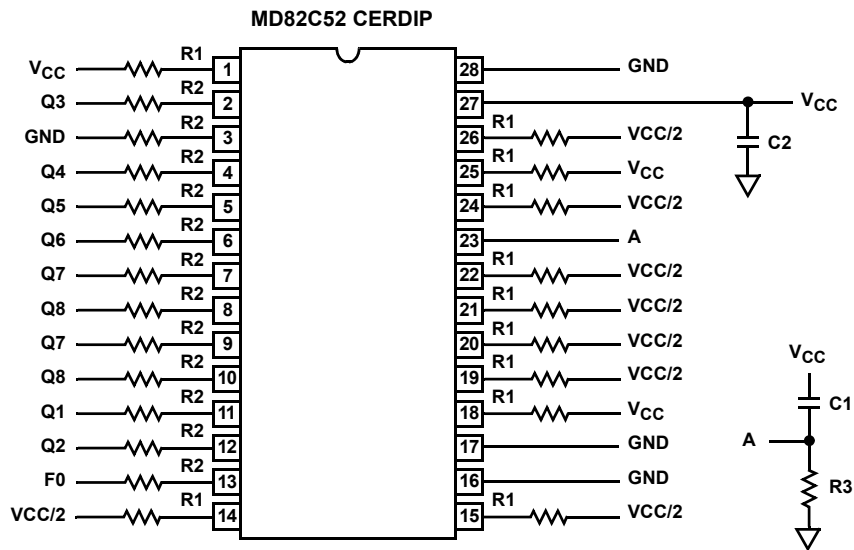 MD82C52 CERDIP
VCC R1 1 28 GND
Q3 R2 2 27 VCC
GND R2 3 26 R1 VCC/2
C2
Q4 R2 4 25 R1 VCC
Q5 R2 5 24 R1 VCC/2
Q6 R2 6 23 A
Q7 R2 7 22 R1 VCC/2
Q8 R2 8 21 R1 VCC/2
Q7 R2 9 20 R1 VCC/2
Q8 R2 10 19 R1 VCC/2
Q1 R2 11 18 R1 VCC
Q2 R2 12 17 GND
F0 R2 13 16 GND
VCC/2 R1 14 15 R1 VCC/2
VCC
C1
A
R3